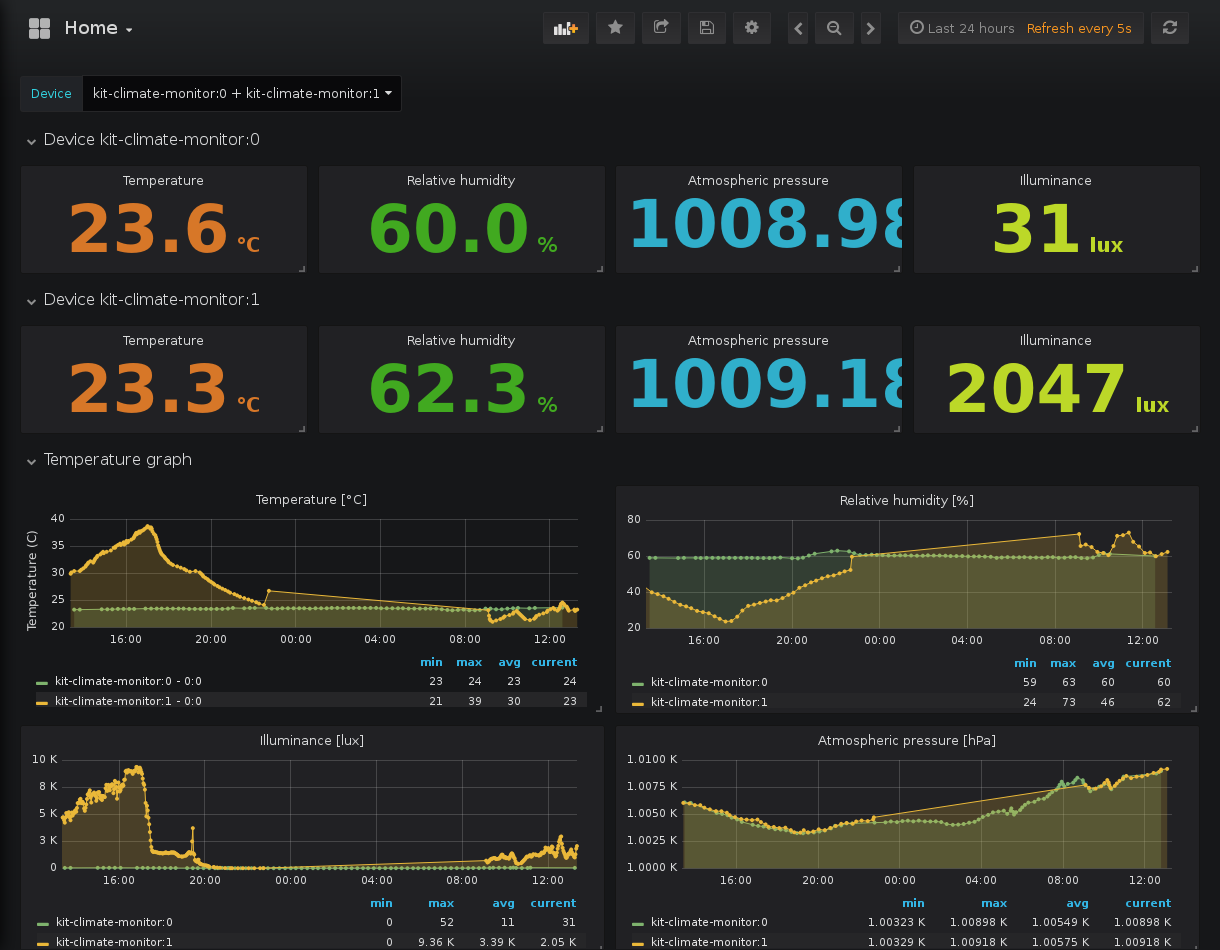 Home
Last 24 hours Refresh every 5s
Device kit-climate-monitor:0 + kit-climate-monitor:1
Device kit-climate-monitor:0
Temperature Relative humidity Atmospheric pressure Illuminance
23.6 °C 60.0 % 1008.98 31 lux
Device kit-climate-monitor:1
Temperature Relative humidity Atmospheric pressure Illuminance
23.3 °C 62.3 % 1009.18 2047 lux
Temperature graph
Temperature [°C]
Temperature (C)
40
35
30
25
20
16:00 20:00 00:00 04:00 08:00 12:00
min max avg current
kit-climate-monitor:0 - 0:0 23 24 23 24
kit-climate-monitor:1 - 0:0 21 39 30 23
Relative humidity [%]
80
60
40
20
16:00 20:00 00:00 04:00 08:00 12:00
min max avg current
kit-climate-monitor:0 59 63 60 60
kit-climate-monitor:1 24 73 46 62
Illuminance [lux]
10 K
8 K
5 K
3 K
0
16:00 20:00 00:00 04:00 08:00 12:00
min max avg current
kit-climate-monitor:0 0 52 11 31
kit-climate-monitor:1 0 9.36 K 3.39 K 2.05 K
Atmospheric pressure [hPa]
1.0100 K
1.0075 K
1.0050 K
1.0025 K
1.0000 K
16:00 20:00 00:00 04:00 08:00 12:00
min max avg current
kit-climate-monitor:0 1.00323 K 1.00898 K 1.00549 K 1.00898 K
kit-climate-monitor:1 1.00329 K 1.00918 K 1.00575 K 1.00918 K